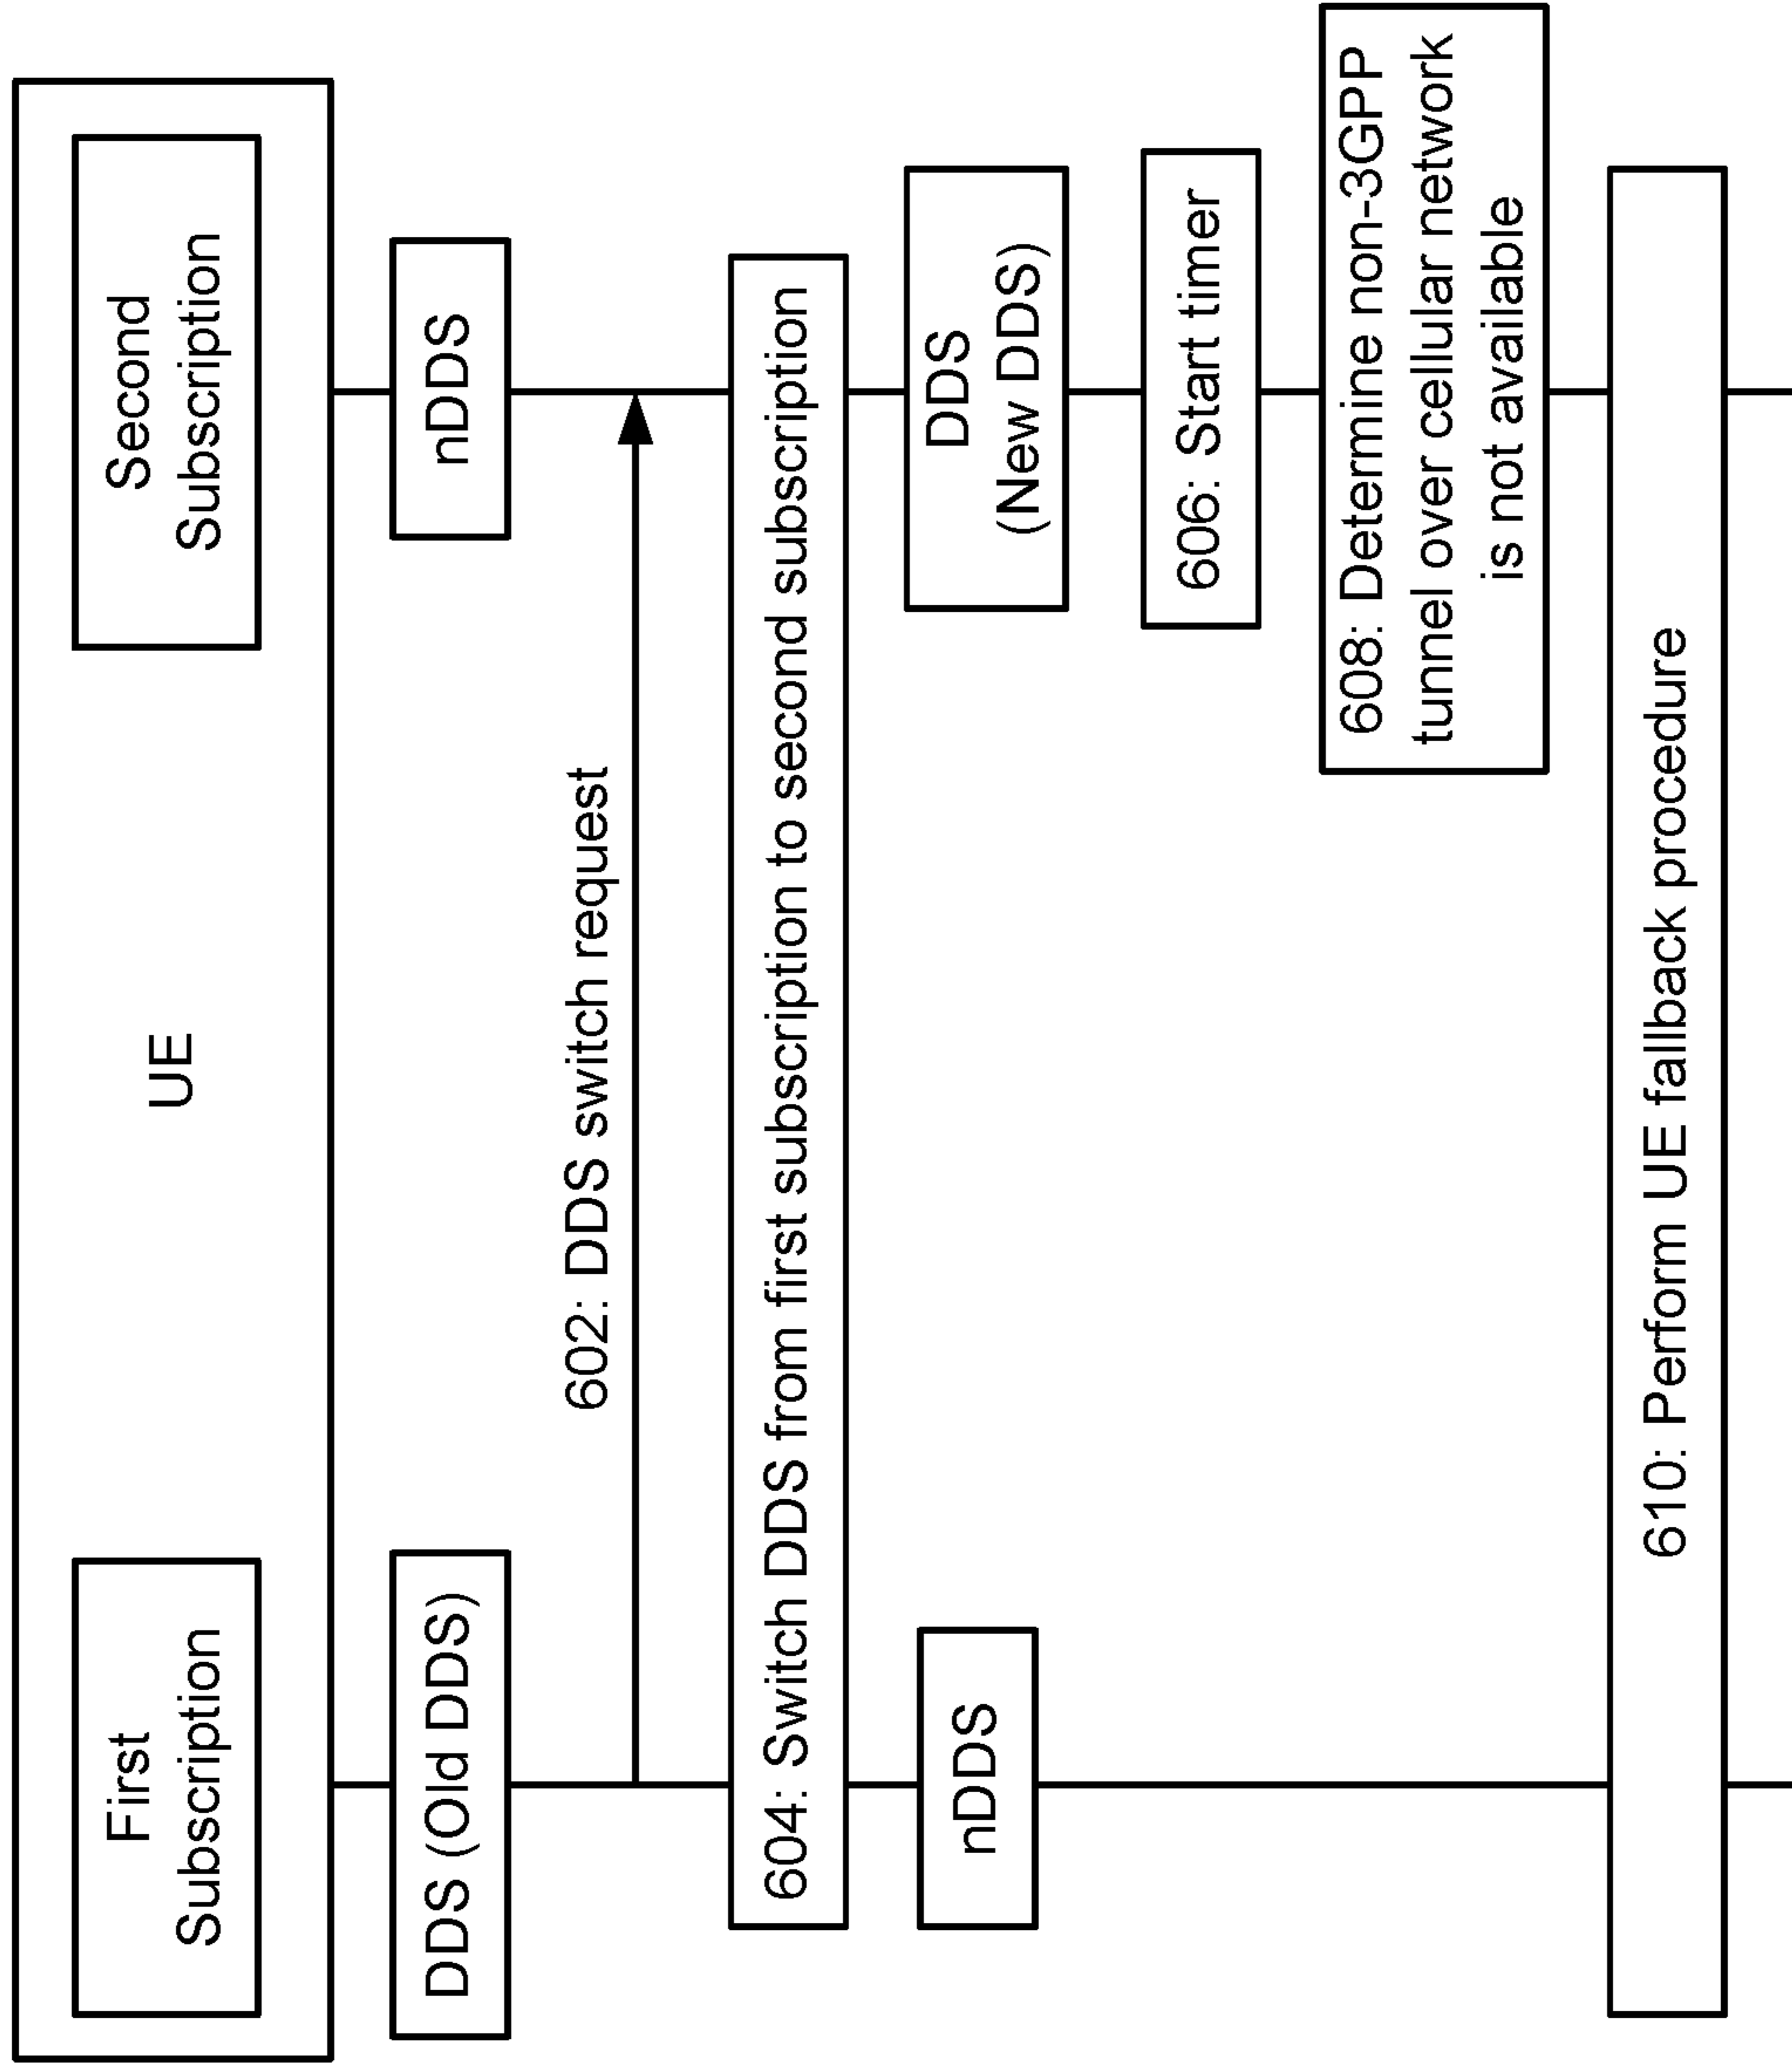 UE
First
Subscription
Second
Subscription
DDS (Old DDS)
nDDS
602: DDS switch request
604: Switch DDS from first subscription to second subscription
nDDS
DDS
(New DDS)
606: Start timer
608: Determine non-3GPP
tunnel over cellular network
is not available
610: Perform UE fallback procedure